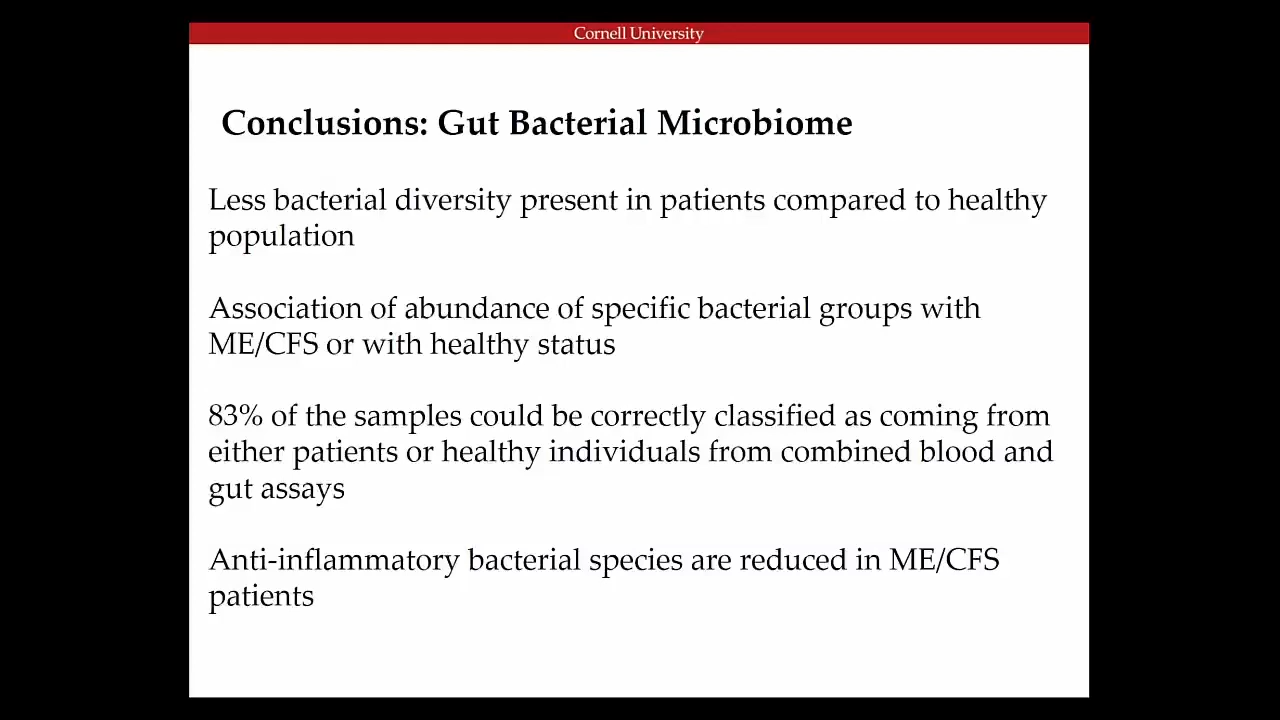 Cornell University
Conclusions: Gut Bacterial Microbiome
Less bacterial diversity present in patients compared to healthy
population
Association of abundance of specific bacterial groups with
ME/CFS or with healthy status
83% of the samples could be correctly classified as coming from
either patients or healthy individuals from combined blood and
gut assays
Anti-inflammatory bacterial species are reduced in ME/CFS
patients